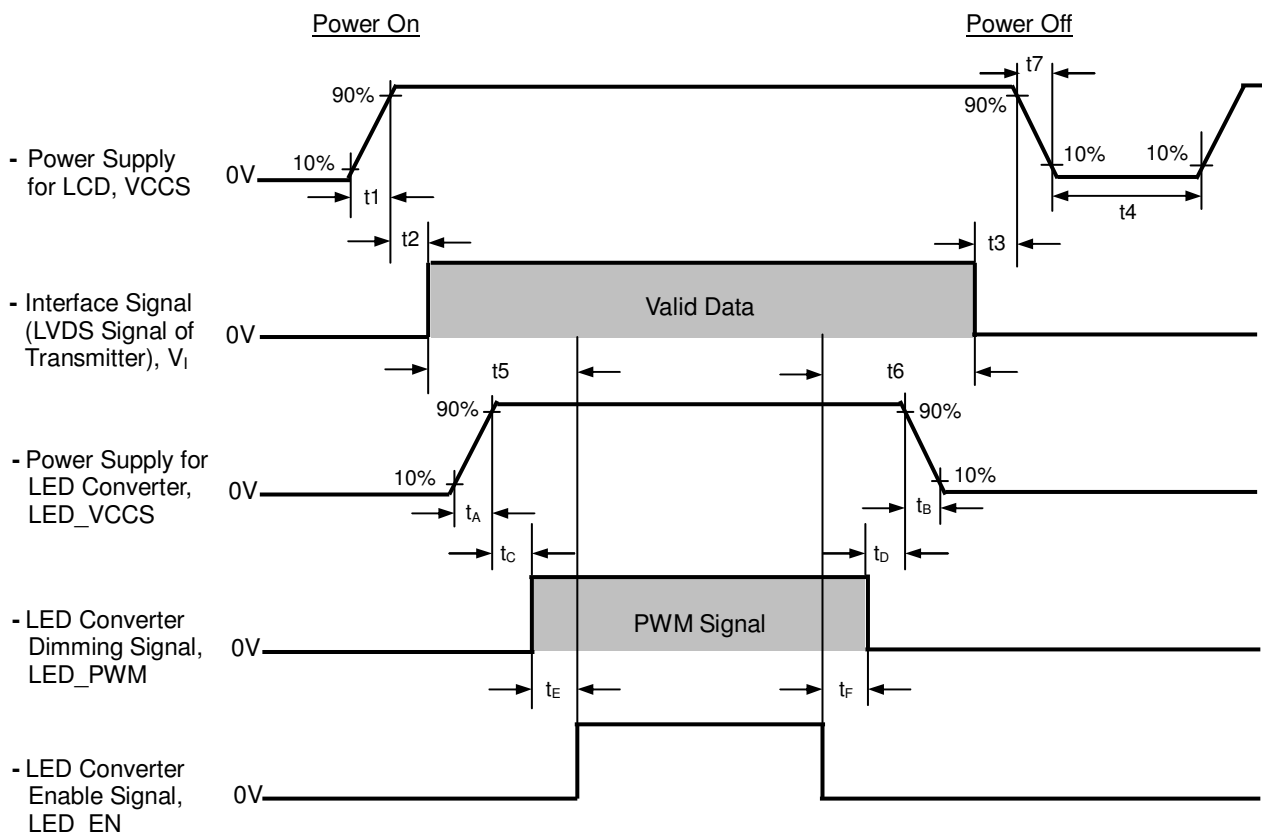 Power On
Power Off
t7
90%
90%
10%
10%
10%
- Power Supply
for LCD, VCCS
0V
t1
t4
t2
t3
- Interface Signal
(LVDS Signal of
Transmitter), VI
0V
Valid Data
t5
t6
90%
90%
- Power Supply for
LED Converter,
LED_VCCS
0V
10%
10%
tA
tB
tC
tD
- LED Converter
Dimming Signal,
LED_PWM
0V
PWM Signal
tE
tF
- LED Converter
Enable Signal,
LED_EN
0V